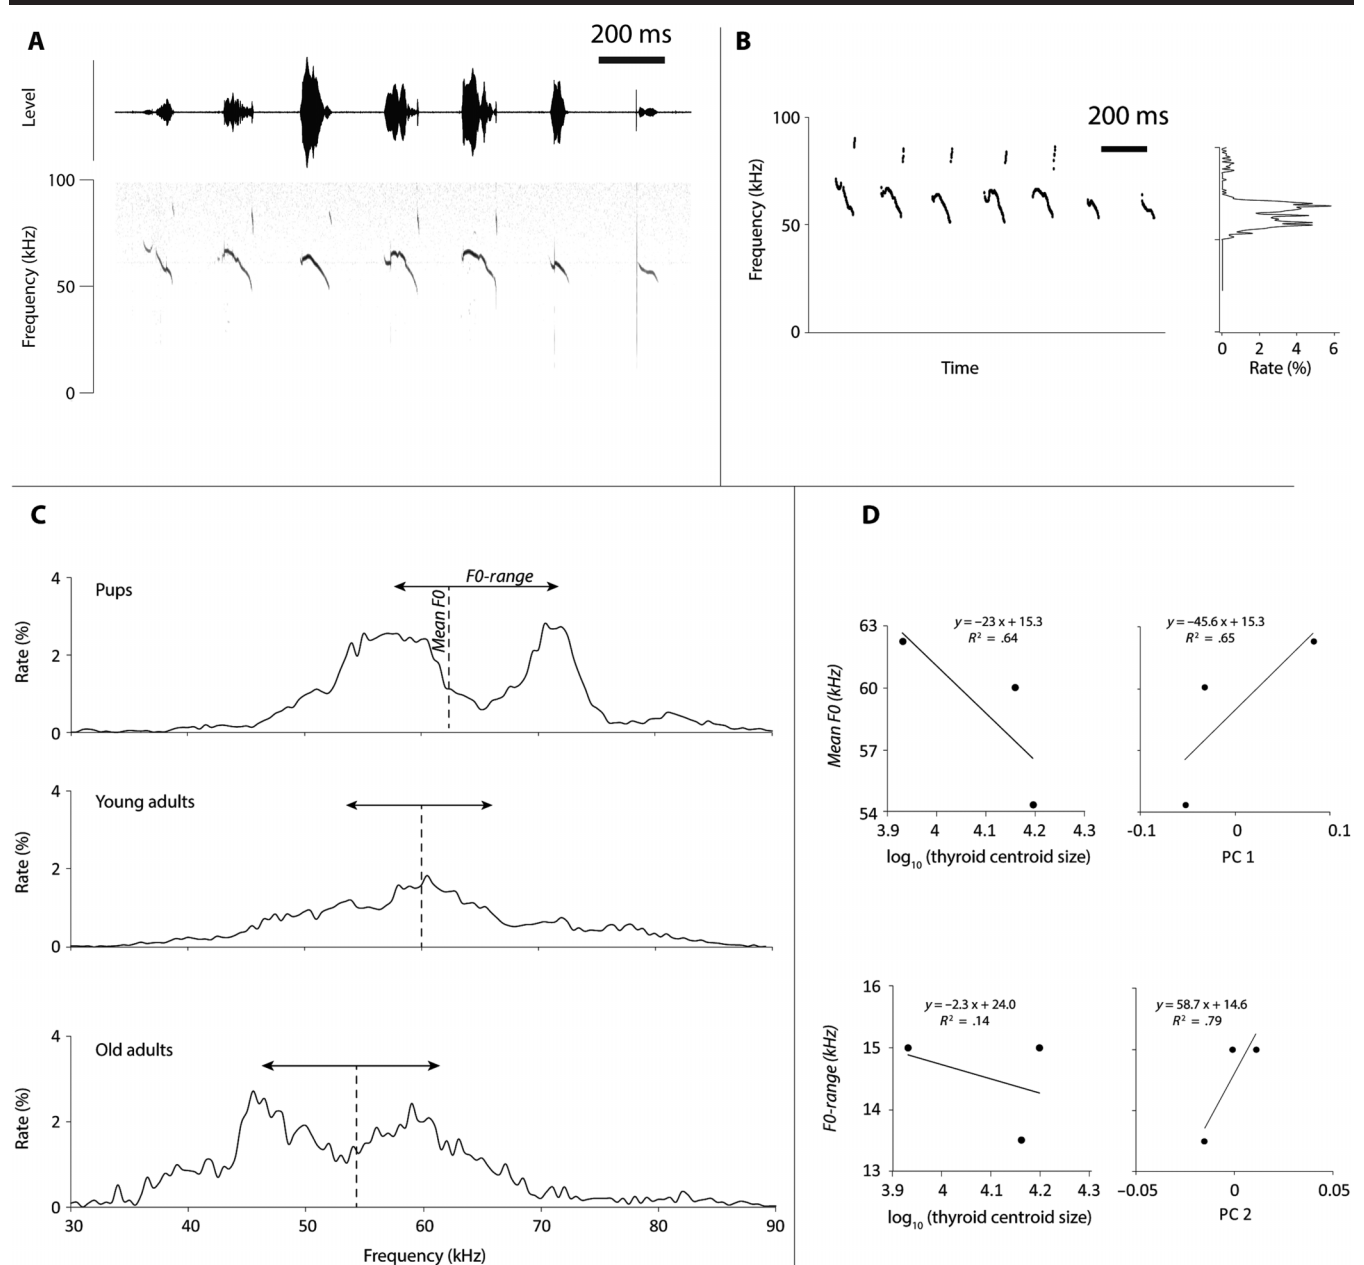 A
200 ms
Level
100
50
0
Frequency (kHz)
B
200 ms
100
50
0
Frequency (kHz)
Time
0 2 4 6
Rate (%)
C
4
2
0
Rate (%)
Pups
F0-range
Mean F0
4
2
0
Rate (%)
Young adults
4
2
0
Rate (%)
Old adults
30 40 50 60 70 80 90
Frequency (kHz)
D
63
60
57
54
Mean F0 (kHz)
y = −23 x + 15.3
R² = .64
3.9 4 4.1 4.2 4.3
log₁₀ (thyroid centroid size)
y = −45.6 x + 15.3
R² = .65
-0.1 0 0.1
PC 1
16
15
14
13
F0-range (kHz)
y = −2.3 x + 24.0
R² = .14
3.9 4 4.1 4.2 4.3
log₁₀ (thyroid centroid size)
y = 58.7 x + 14.6
R² = .79
−0.05 0 0.05
PC 2